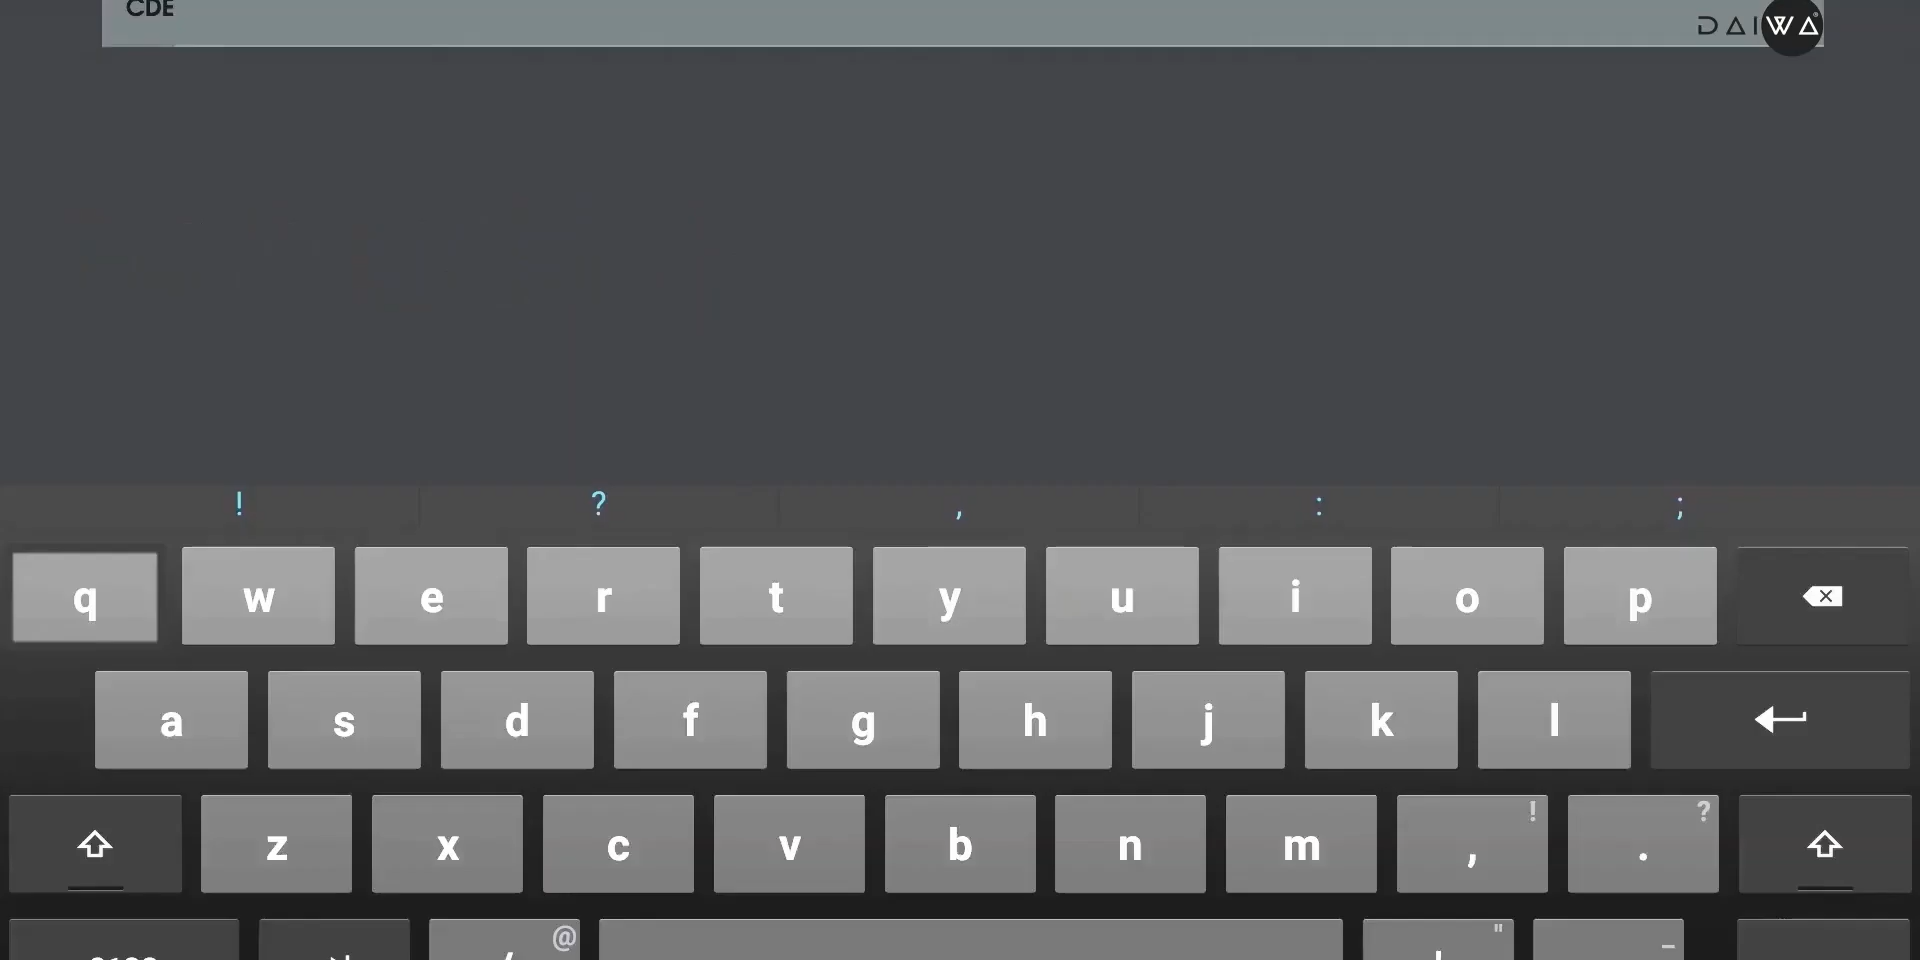 CDE
DAIWA
! ? , : ;
q w e r t y u i o p
a s d f g h j k l
z x c v b n m , ! . ?
@ " _